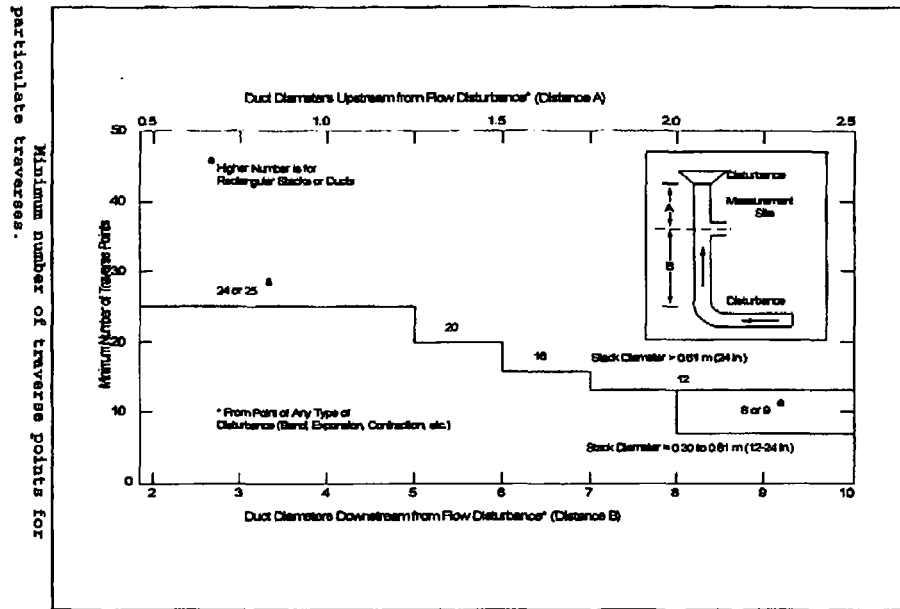 Minimum number of traverse points for
particulate traverses.
Duct Diameters Upstream from Flow Disturbance* (Distance A)
0.5 1.0 1.5 2.0 2.5
50
40
30
20
10
0
Minimum Number of Traverse Points
a Higher Number is for
Rectangular Stacks or Ducts
24 or 25 a
20
16
Stack Diameter > 0.61 m (24 in.)
12
8 or 9 a
Stack Diameter = 0.30 to 0.61 m (12-24 in.)
* From Point of Any Type of
Disturbance (Bend, Expansion, Contraction, etc.)
Disturbance
Measurement
Site
Disturbance
A
B
2 3 4 5 6 7 8 9 10
Duct Diameters Downstream from Flow Disturbance* (Distance B)